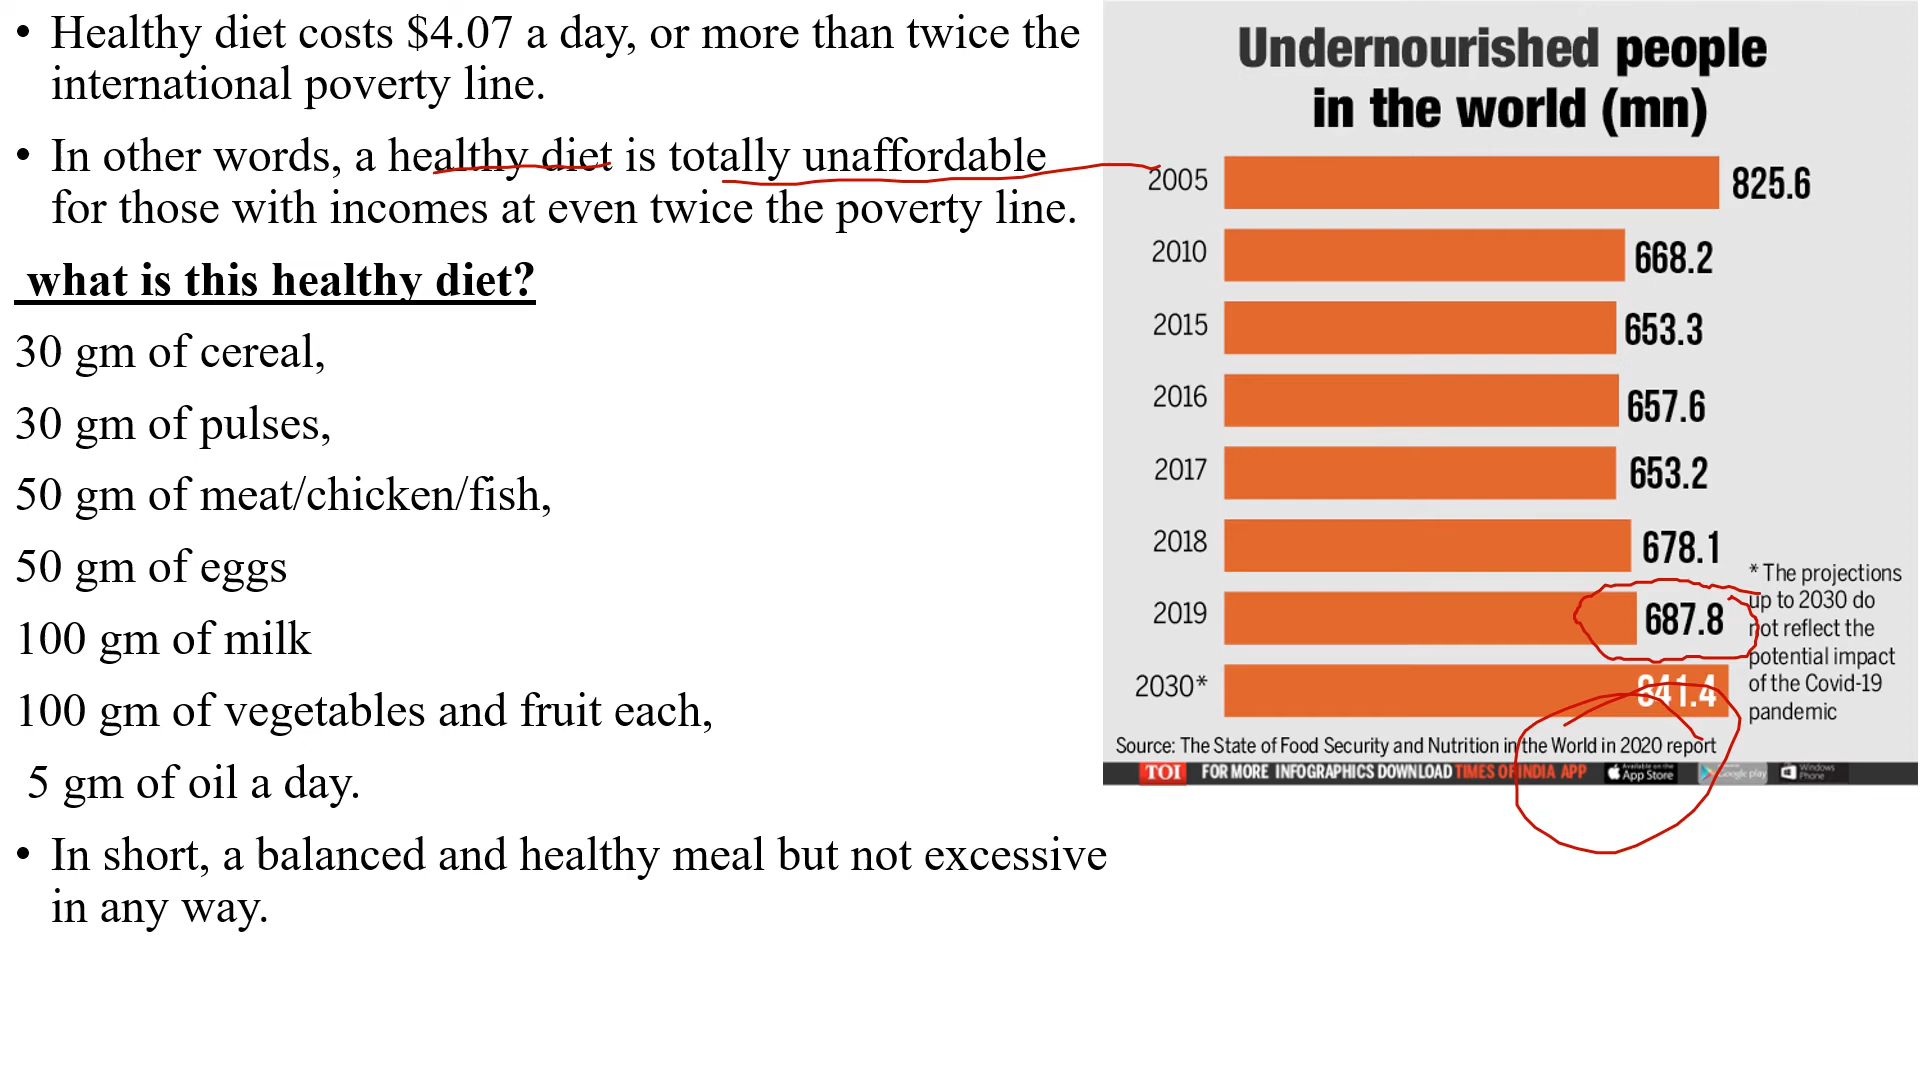 • Healthy diet costs $4.07 a day, or more than twice the
international poverty line.
• In other words, a healthy diet is totally unaffordable
for those with incomes at even twice the poverty line.
what is this healthy diet?
30 gm of cereal,
30 gm of pulses,
50 gm of meat/chicken/fish,
50 gm of eggs
100 gm of milk
100 gm of vegetables and fruit each,
5 gm of oil a day.
• In short, a balanced and healthy meal but not excessive
in any way.
Undernourished people
in the world (mn)
2005 825.6
2010 668.2
2015 653.3
2016 657.6
2017 653.2
2018 678.1
2019 687.8
2030* 841.4
* The projections
up to 2030 do
not reflect the
potential impact
of the Covid-19
pandemic
Source: The State of Food Security and Nutrition in the World in 2020 report
TOI FOR MORE INFOGRAPHICS DOWNLOAD TIMES OF INDIA APP Available on the App Store Google play Windows Phone